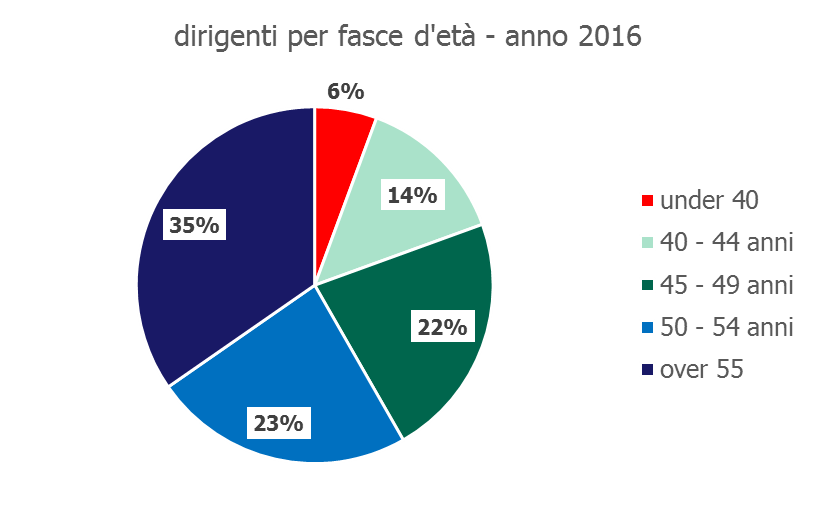 dirigenti per fasce d'età - anno 2016
6%
14%
35%
22%
23%
under 40
40 - 44 anni
45 - 49 anni
50 - 54 anni
over 55